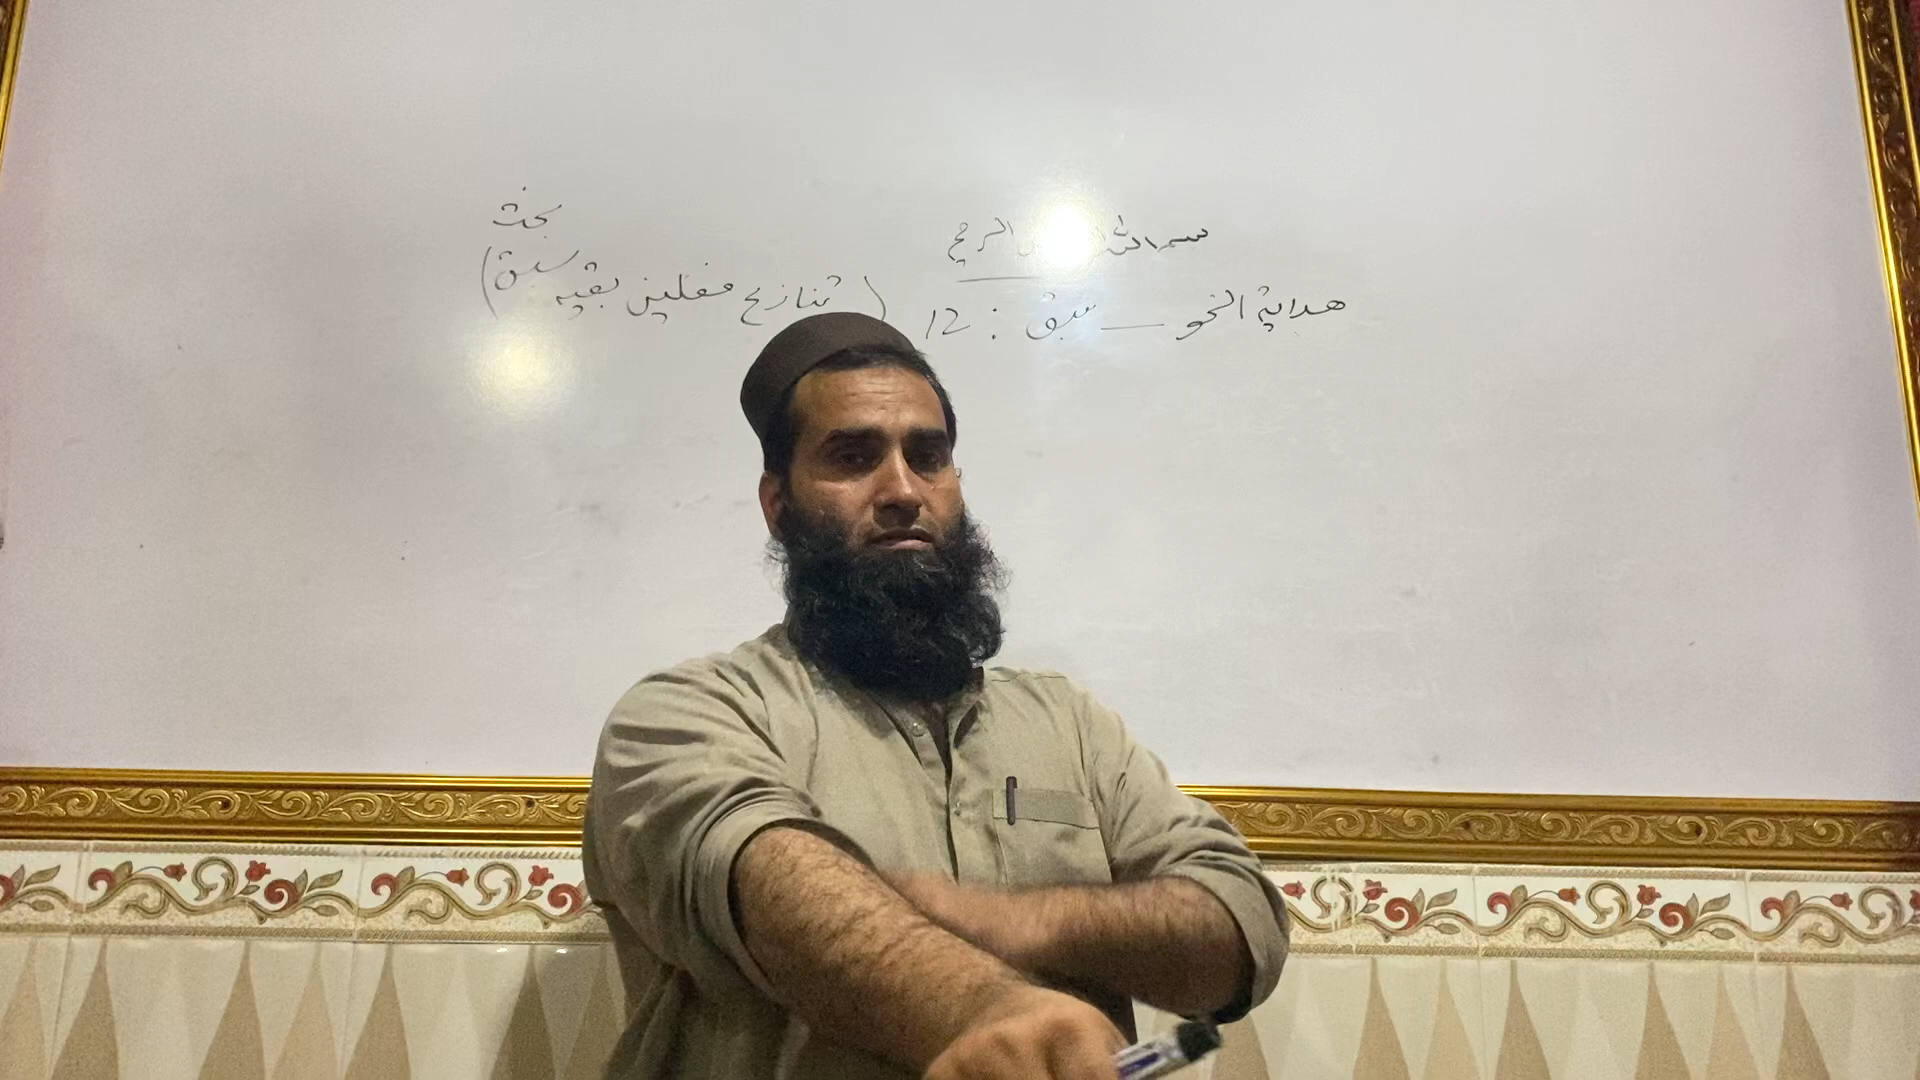 بسم اللہ الرحیم
ھدایۃ النحو — سبق : 12 (تنازع فعلین بقیہ سبق)
بحث